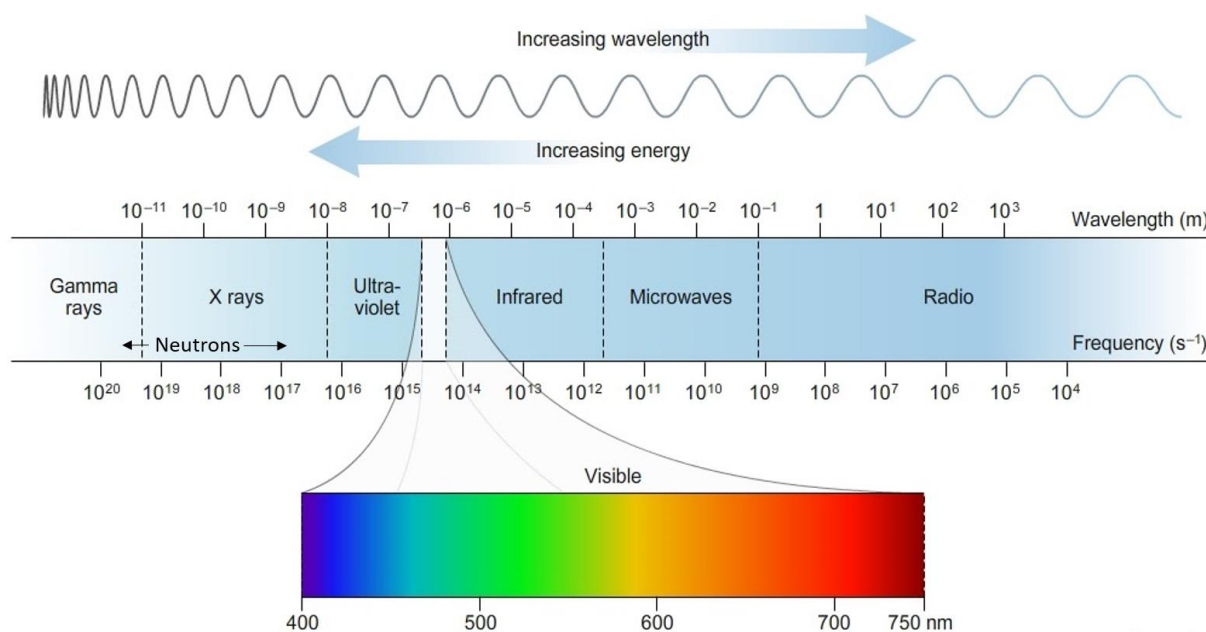 Increasing wavelength
Increasing energy
10⁻¹¹ 10⁻¹⁰ 10⁻⁹ 10⁻⁸ 10⁻⁷ 10⁻⁶ 10⁻⁵ 10⁻⁴ 10⁻³ 10⁻² 10⁻¹ 1 10¹ 10² 10³ Wavelength (m)
Gamma
rays
X rays
Ultra-
violet
Infrared
Microwaves
Radio
Neutrons
Frequency (s⁻¹)
10²⁰ 10¹⁹ 10¹⁸ 10¹⁷ 10¹⁶ 10¹⁵ 10¹⁴ 10¹³ 10¹² 10¹¹ 10¹⁰ 10⁹ 10⁸ 10⁷ 10⁶ 10⁵ 10⁴
Visible
400 500 600 700 750 nm